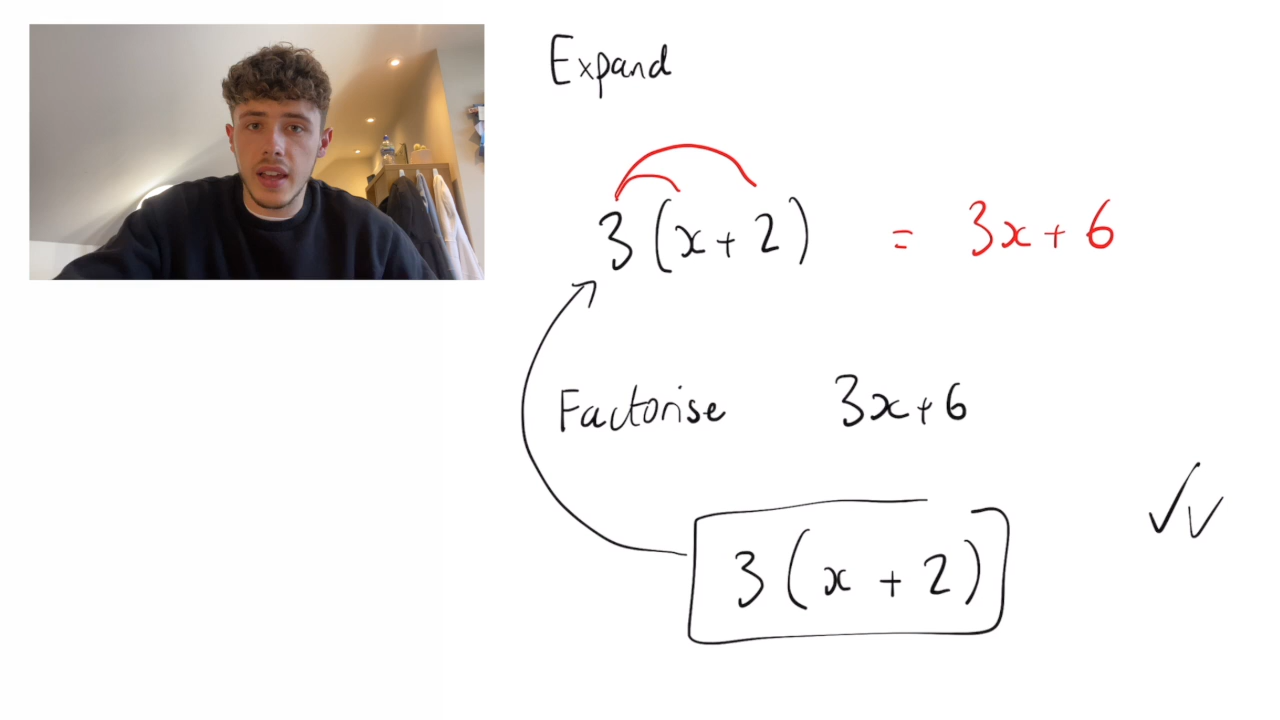 Expand
3(x+2) = 3x+6
Factorise 3x+6
3(x+2)